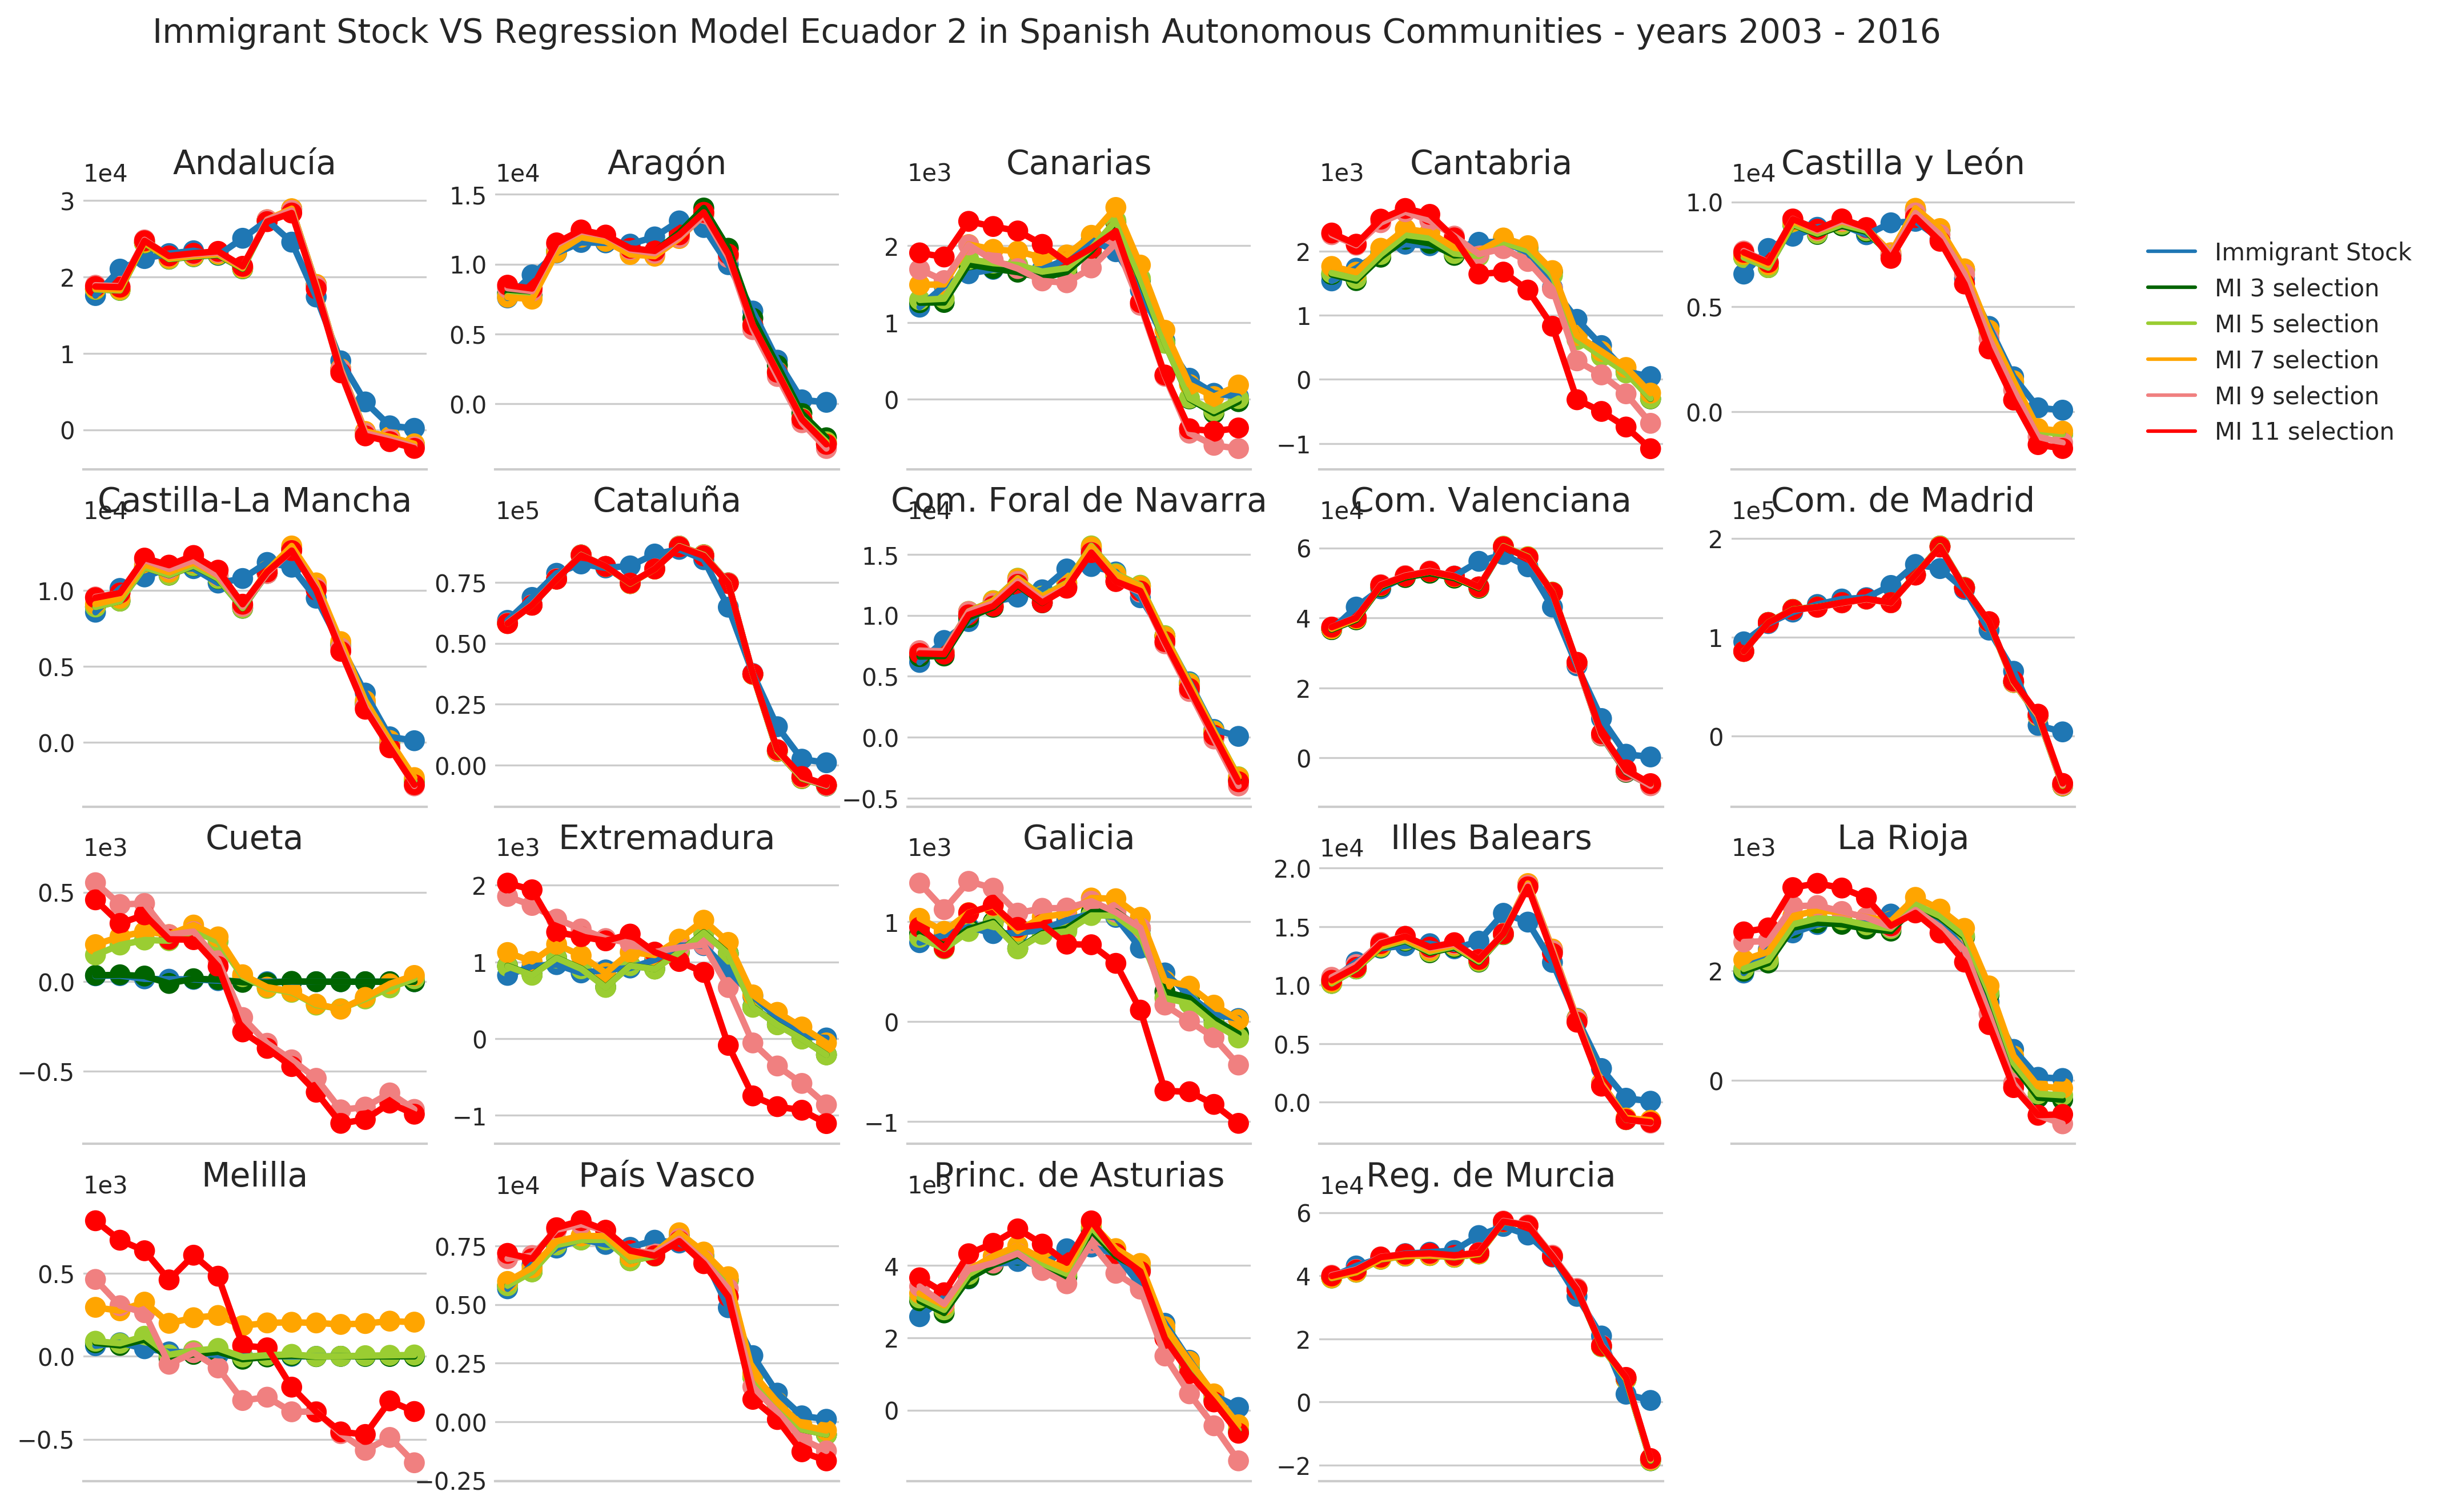 Immigrant Stock VS Regression Model Ecuador 2 in Spanish Autonomous Communities - years 2003 - 2016
Andalucía
1e4
3
2
1
0
Aragón
1e4
1.5
1.0
0.5
0.0
Canarias
1e3
2
1
0
Cantabria
1e3
2
1
0
−1
Castilla y León
1e4
1.0
0.5
0.0
Immigrant Stock
MI 3 selection
MI 5 selection
MI 7 selection
MI 9 selection
MI 11 selection
Castilla-La Mancha
1e4
1.0
0.5
0.0
Cataluña
1e5
0.75
0.50
0.25
0.00
Com. Foral de Navarra
1e4
1.5
1.0
0.5
0.0
−0.5
Com. Valenciana
1e4
6
4
2
0
Com. de Madrid
1e5
2
1
0
Cueta
1e3
0.5
0.0
−0.5
Extremadura
1e3
2
1
0
−1
Galicia
1e3
1
0
−1
Illes Balears
1e4
2.0
1.5
1.0
0.5
0.0
La Rioja
1e3
2
0
Melilla
1e3
0.5
0.0
−0.5
País Vasco
1e4
0.75
0.50
0.25
0.00
−0.25
Princ. de Asturias
1e3
4
2
0
Reg. de Murcia
1e4
6
4
2
0
−2